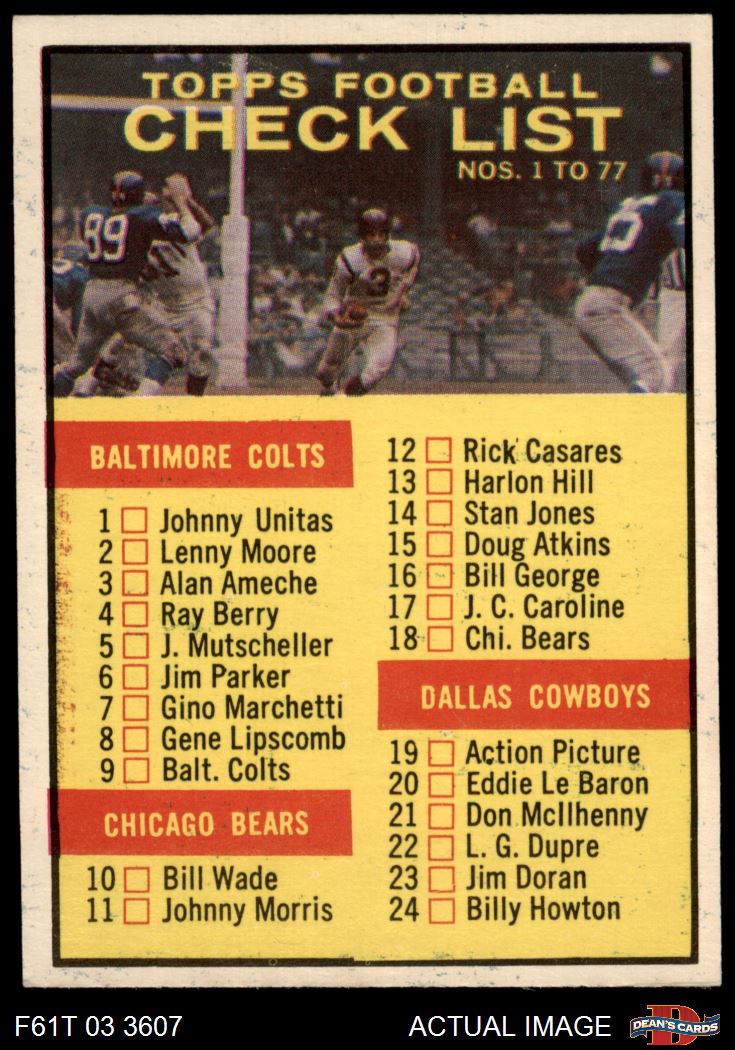 TOPPS FOOTBALL
CHECK LIST
NOS. 1 TO 77
89
3
BALTIMORE COLTS
1 Johnny Unitas
2 Lenny Moore
3 Alan Ameche
4 Ray Berry
5 J. Mutscheller
6 Jim Parker
7 Gino Marchetti
8 Gene Lipscomb
9 Balt. Colts
CHICAGO BEARS
10 Bill Wade
11 Johnny Morris
12 Rick Casares
13 Harlon Hill
14 Stan Jones
15 Doug Atkins
16 Bill George
17 J. C. Caroline
18 Chi. Bears
DALLAS COWBOYS
19 Action Picture
20 Eddie Le Baron
21 Don McIlhenny
22 L. G. Dupre
23 Jim Doran
24 Billy Howton
F61T 03 3607
ACTUAL IMAGE
D
DEAN'S CARDS